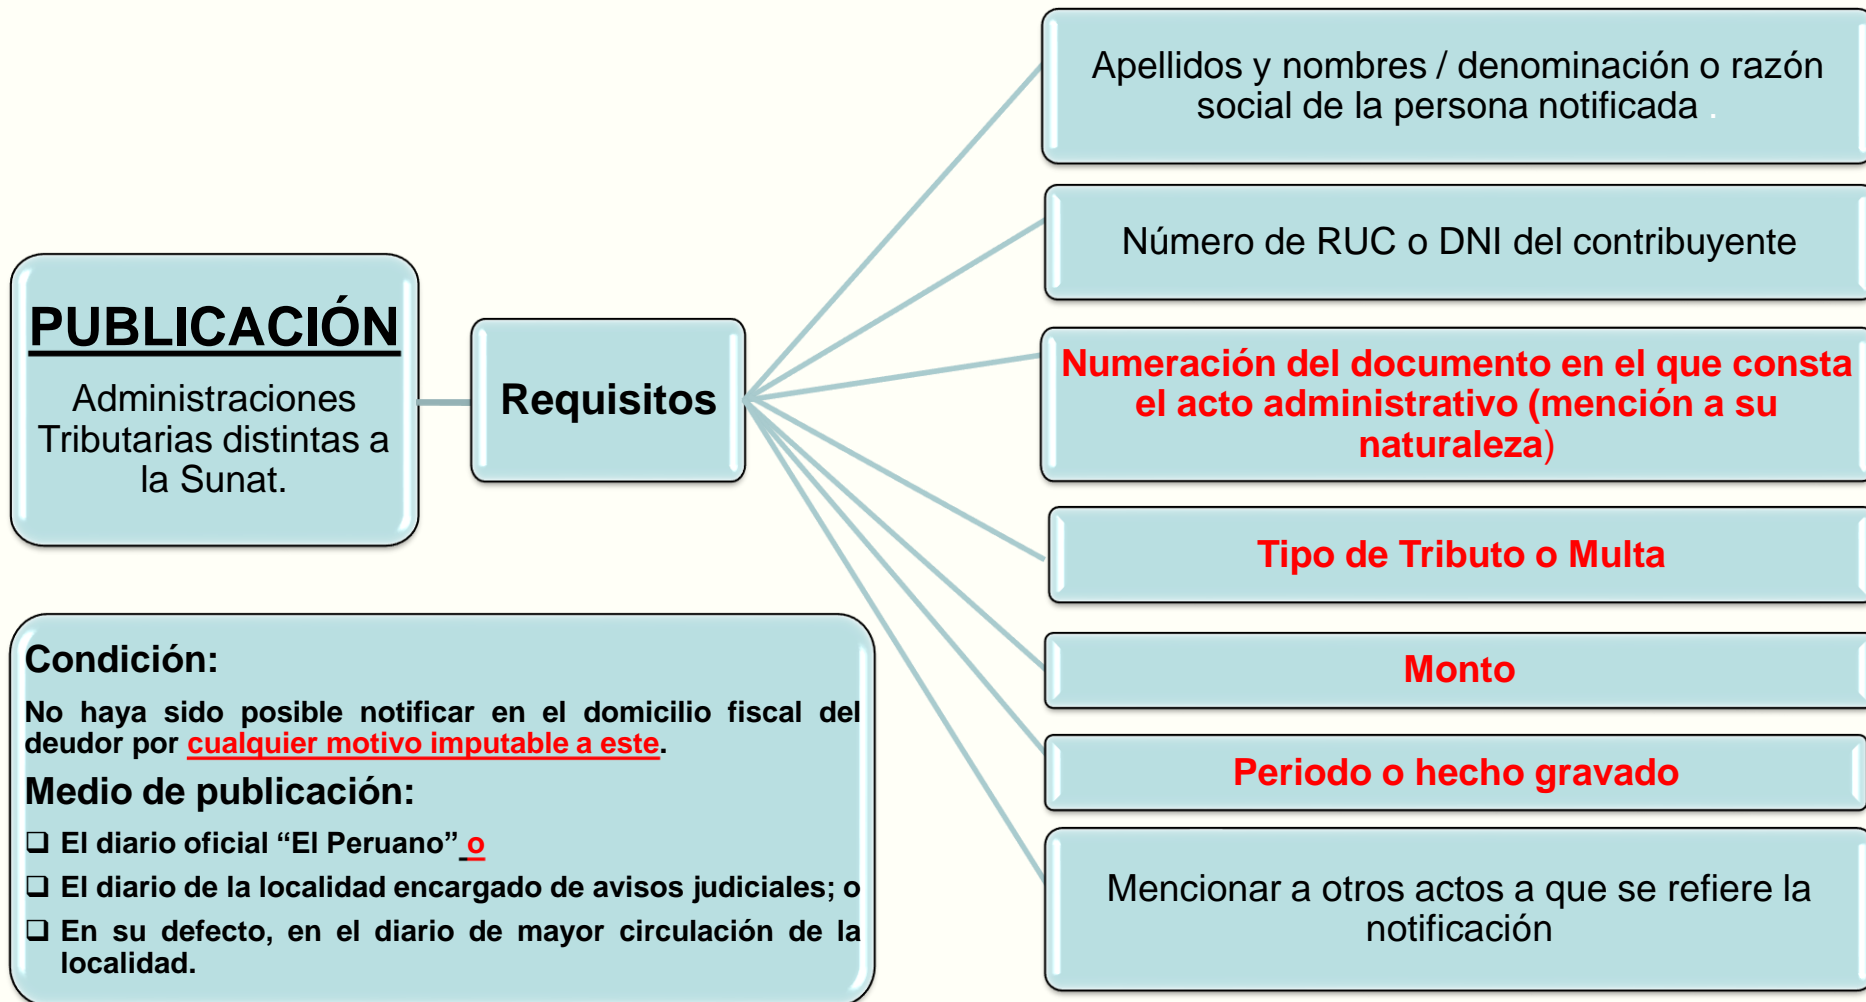 PUBLICACIÓN
Administraciones
Tributarias distintas a
la Sunat.
Requisitos
Apellidos y nombres / denominación o razón
social de la persona notificada .
Número de RUC o DNI del contribuyente
Numeración del documento en el que consta
el acto administrativo (mención a su
naturaleza)
Tipo de Tributo o Multa
Monto
Periodo o hecho gravado
Mencionar a otros actos a que se refiere la
notificación
Condición:
No haya sido posible notificar en el domicilio fiscal del
deudor por cualquier motivo imputable a este.
Medio de publicación:
❑ El diario oficial “El Peruano” o
❑ El diario de la localidad encargado de avisos judiciales; o
❑ En su defecto, en el diario de mayor circulación de la
localidad.